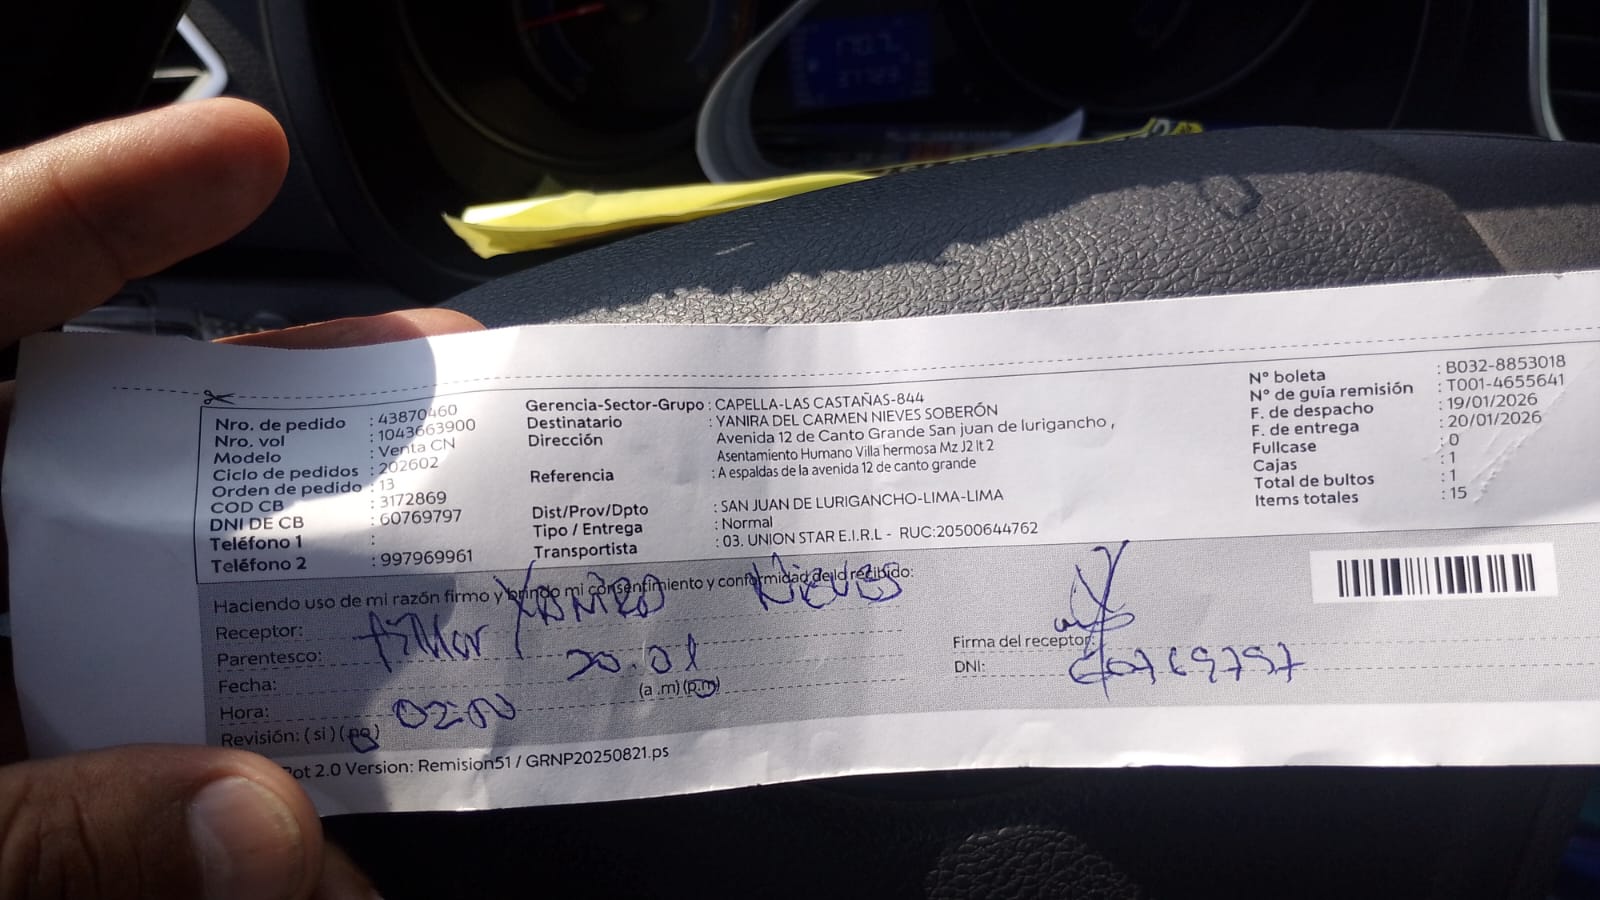 Nro. de pedido : 43870460
Nro. vol : 1043663900
Modelo : Venta CN
Ciclo de pedidos : 202602
Orden de pedido : 13
COD CB : 3172869
DNI DE CB : 60769797
Teléfono 1 :
Teléfono 2 : 997969961
Gerencia-Sector-Grupo : CAPELLA-LAS CASTAÑAS-844
Destinatario : YANIRA DEL CARMEN NIEVES SOBERÓN
Dirección : Avenida 12 de Canto Grande San juan de lurigancho ,
Asentamiento Humano Villa hermosa Mz J2 lt 2
Referencia : A espaldas de la avenida 12 de canto grande
Dist/Prov/Dpto : SAN JUAN DE LURIGANCHO-LIMA-LIMA
Tipo / Entrega : Normal
Transportista : 03. UNION STAR E.I.R.L - RUC:20500644762
N° boleta : B032-8853018
N° de guía remisión : T001-4655641
F. de despacho : 19/01/2026
F. de entrega : 20/01/2026
Fullcase : 0
Cajas : 1
Total de bultos : 1
Items totales : 15
Haciendo uso de mi razón firmo y brindo mi consentimiento y conformidad de lo recibido:
Receptor: Nieves
Parentesco:
Fecha: 20.01
Hora: 02:00 (a .m) (p.m)
Revisión: ( si ) ( no )
Firma del receptor:
DNI: 60769797
ot 2.0 Version: Remision51 / GRNP20250821.ps